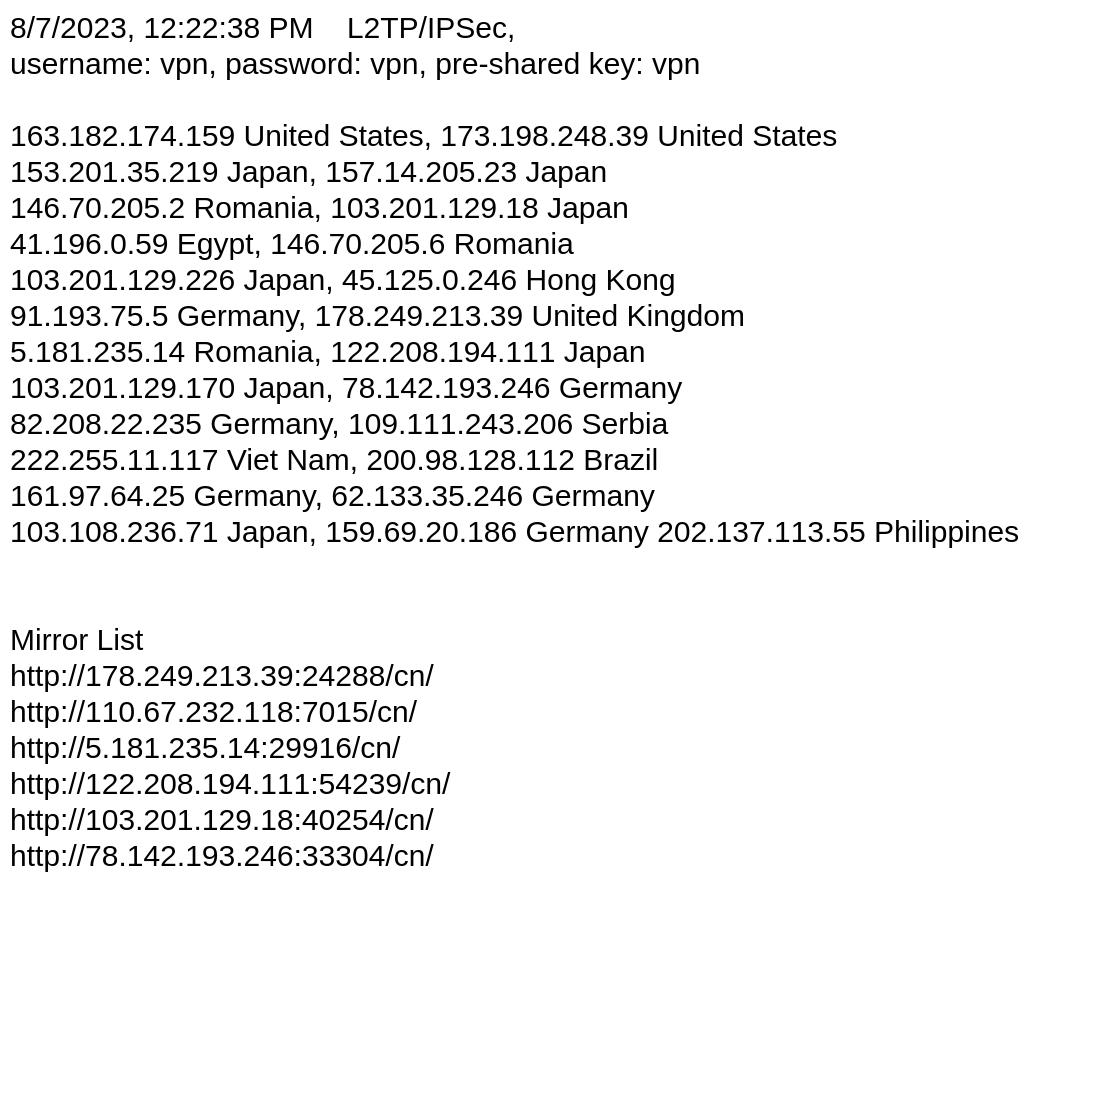 8/7/2023, 12:22:38 PM    L2TP/IPSec,
username: vpn, password: vpn, pre-shared key: vpn
163.182.174.159 United States, 173.198.248.39 United States
153.201.35.219 Japan, 157.14.205.23 Japan
146.70.205.2 Romania, 103.201.129.18 Japan
41.196.0.59 Egypt, 146.70.205.6 Romania
103.201.129.226 Japan, 45.125.0.246 Hong Kong
91.193.75.5 Germany, 178.249.213.39 United Kingdom
5.181.235.14 Romania, 122.208.194.111 Japan
103.201.129.170 Japan, 78.142.193.246 Germany
82.208.22.235 Germany, 109.111.243.206 Serbia
222.255.11.117 Viet Nam, 200.98.128.112 Brazil
161.97.64.25 Germany, 62.133.35.246 Germany
103.108.236.71 Japan, 159.69.20.186 Germany 202.137.113.55 Philippines
Mirror List
http://178.249.213.39:24288/cn/
http://110.67.232.118:7015/cn/
http://5.181.235.14:29916/cn/
http://122.208.194.111:54239/cn/
http://103.201.129.18:40254/cn/
http://78.142.193.246:33304/cn/